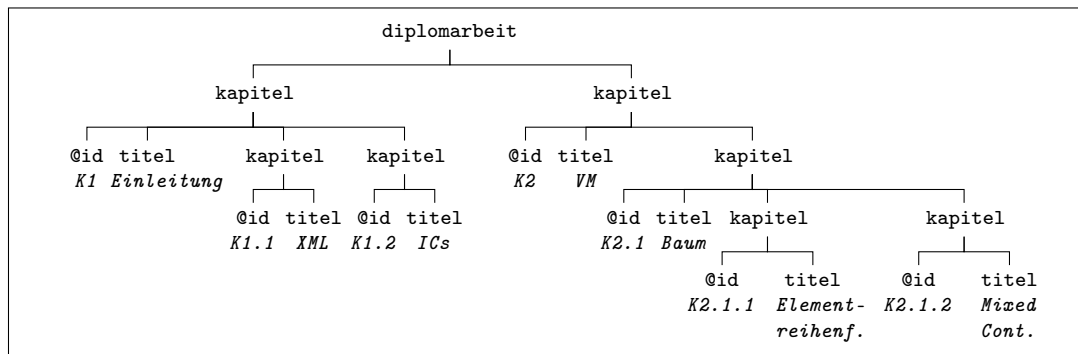 diplomarbeit
kapitel kapitel
@id titel kapitel kapitel @id titel kapitel
K1 Einleitung K2 VM
@id titel @id titel @id titel kapitel kapitel
K1.1 XML K1.2 ICs K2.1 Baum
@id titel @id titel
K2.1.1 Element- K2.1.2 Mixed
reihenf. Cont.